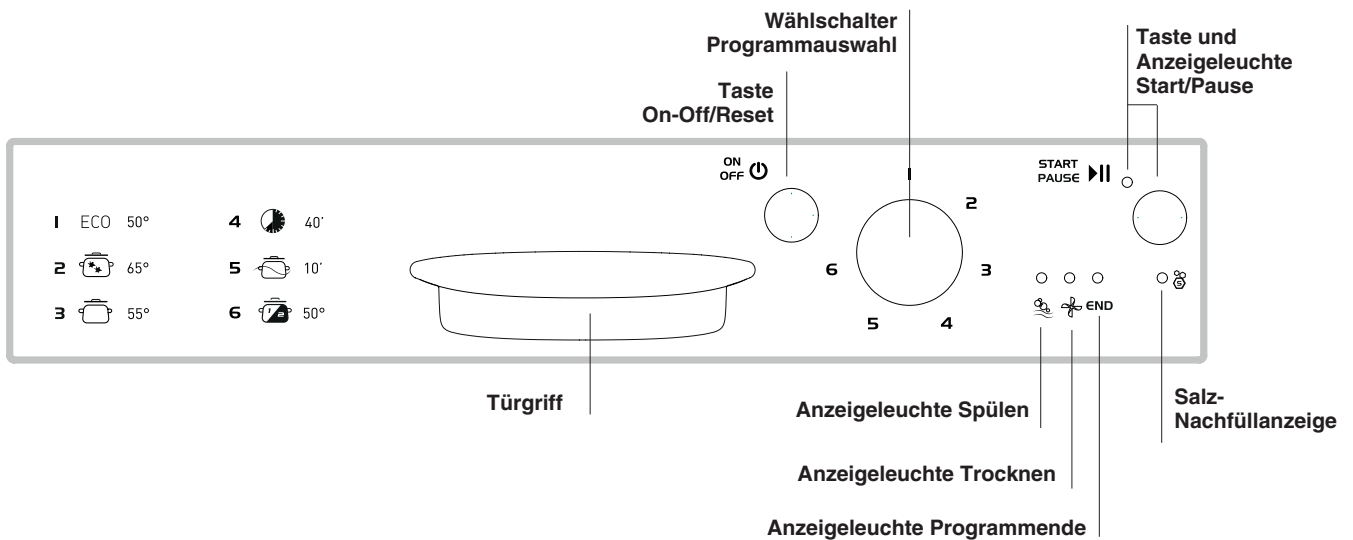 Wählschalter
Programmauswahl
Taste und
Anzeigeleuchte
Start/Pause
Taste
On-Off/Reset
ON
OFF
START
PAUSE
1 ECO 50°
2 65°
3 55°
4 40'
5 10'
6 1/2 50°
1
2
3
4
5
6
END
S
Türgriff
Anzeigeleuchte Spülen
Salz-
Nachfüllanzeige
Anzeigeleuchte Trocknen
Anzeigeleuchte Programmende